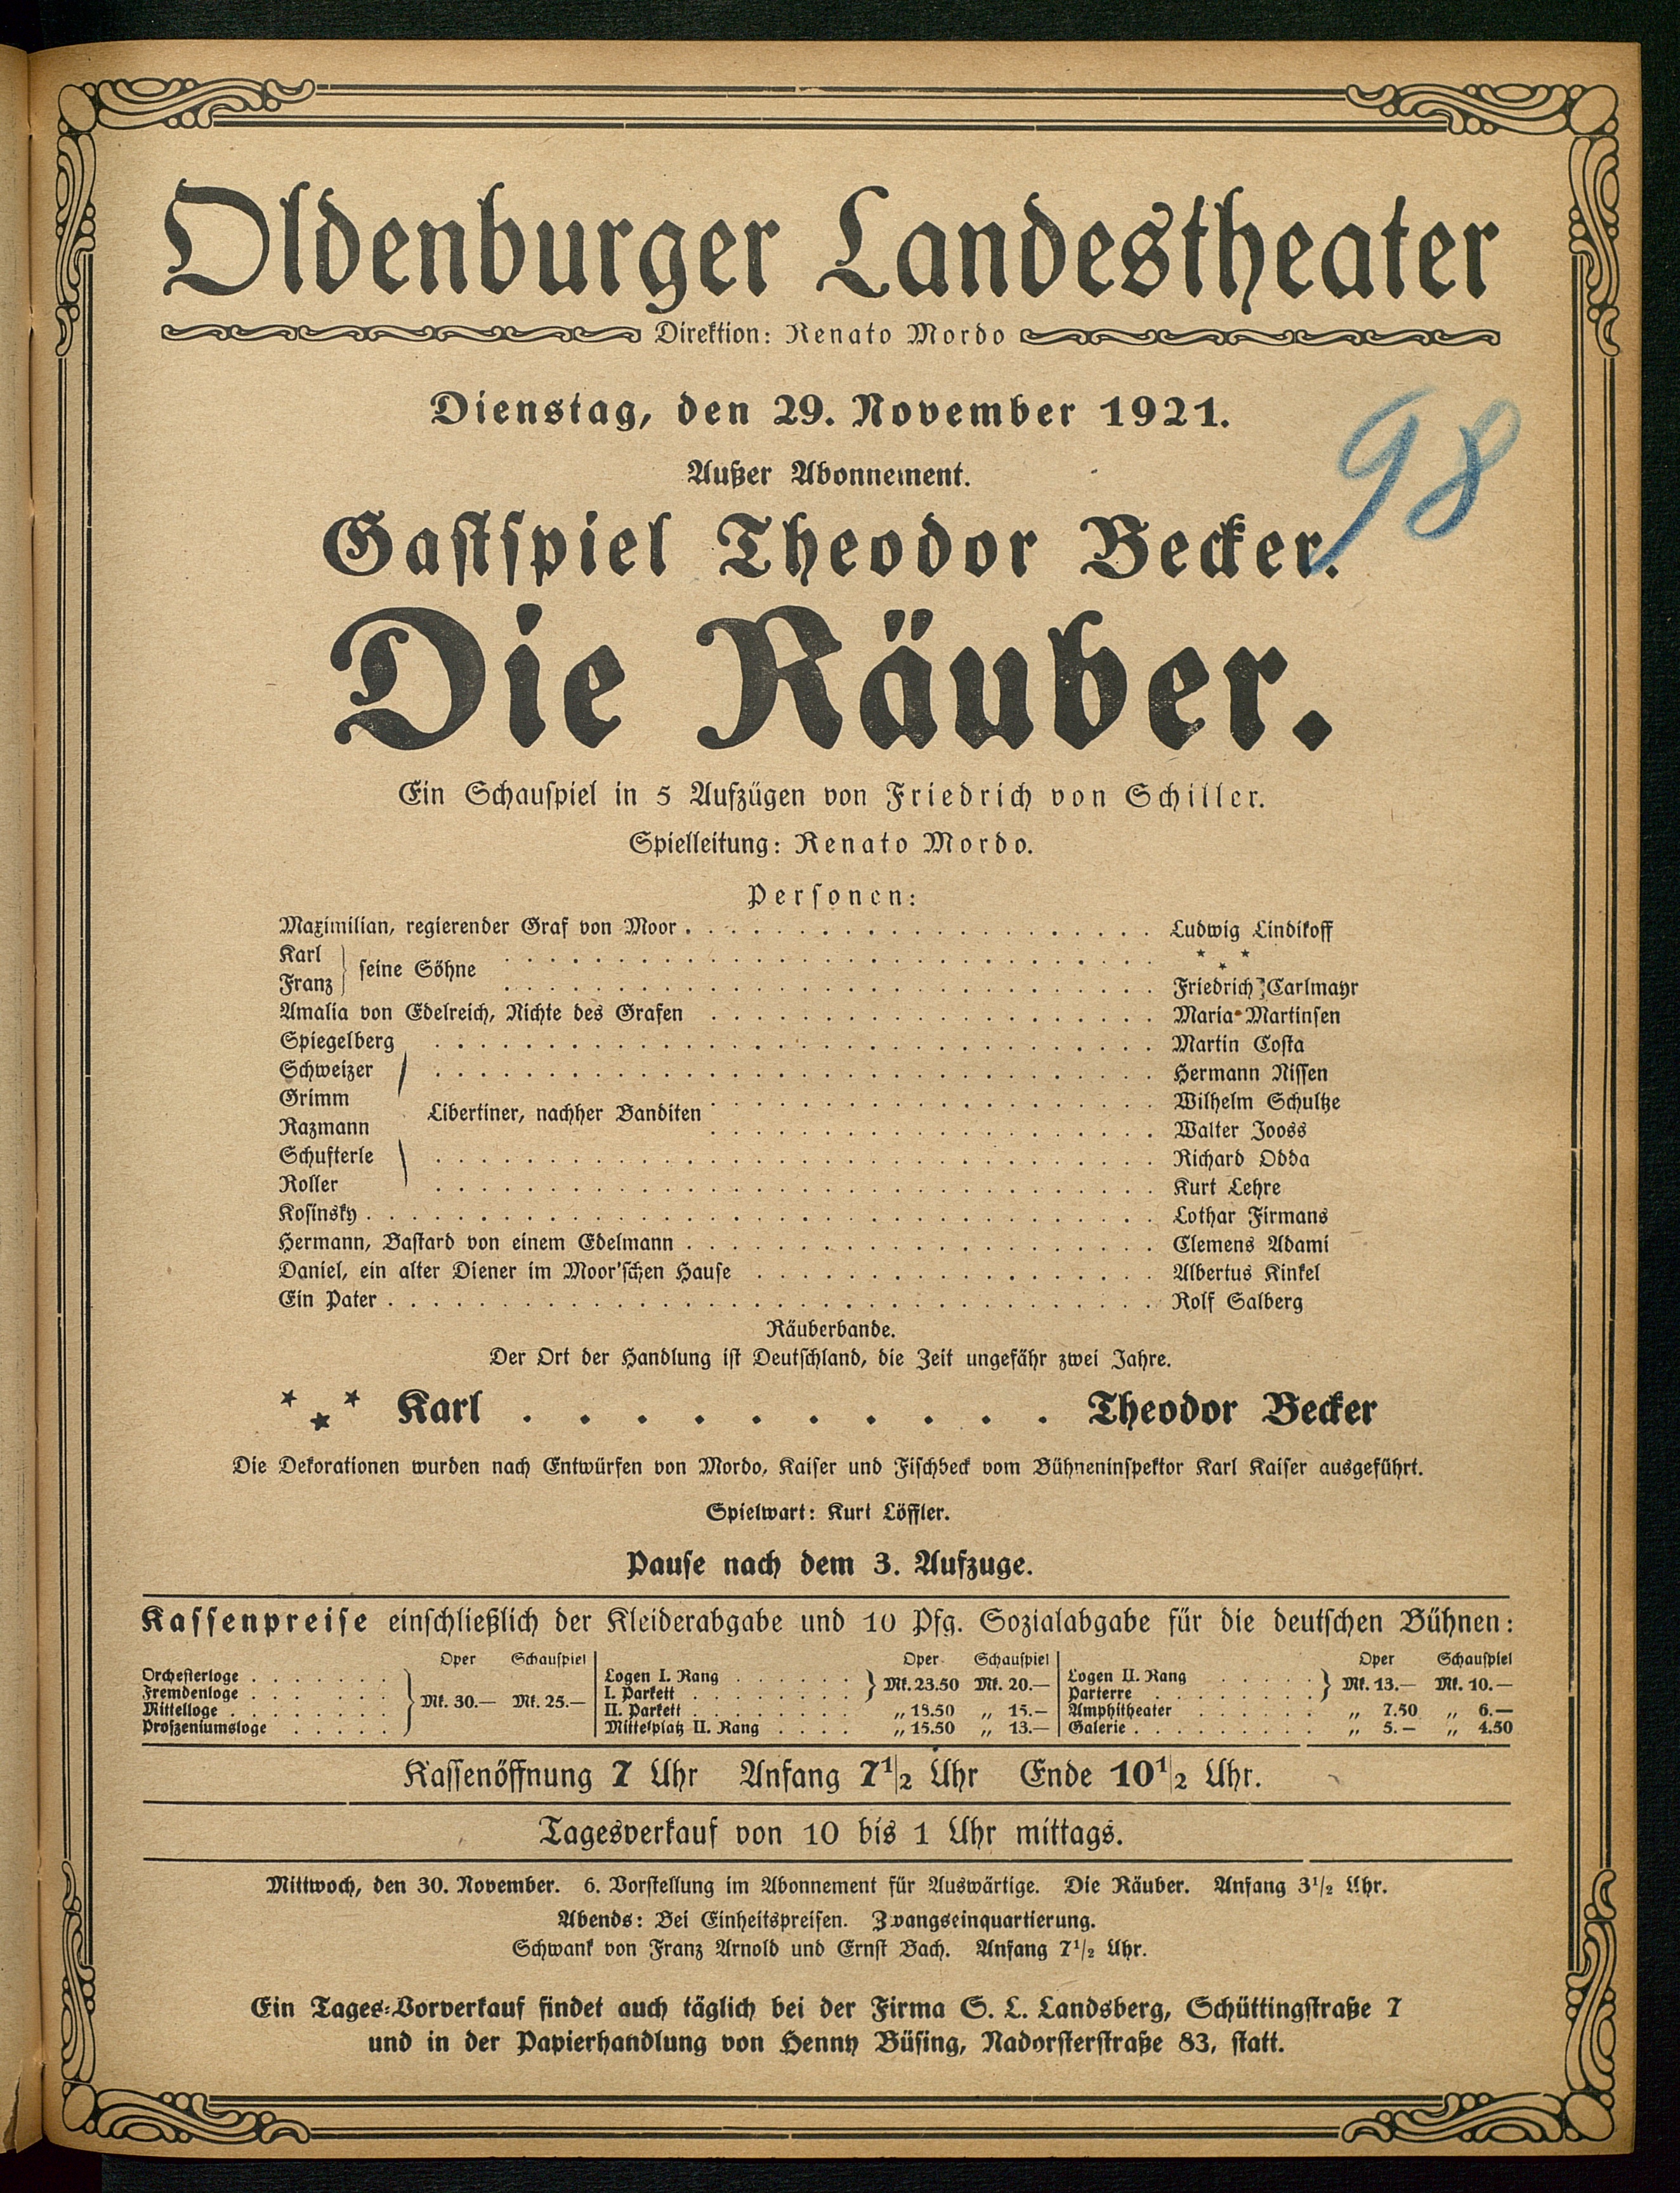 Oldenburger Landestheater
Direktion: Renato Mordo
Dienstag, den 29. November 1921.
98
Außer Abonnement.
Gastspiel Theodor Becker.
Die Räuber.
Ein Schauspiel in 5 Aufzügen von Friedrich von Schiller.
Spielleitung: Renato Mordo.
Personen:
Maximilian, regierender Graf von Moor . . . . . Ludwig Lindikoff
Karl } seine Söhne . . . . . * * *
Franz } . . . . . Friedrich Carlmayr
Amalia von Edelreich, Nichte des Grafen . . . . . Maria Martinsen
Spiegelberg . . . . . Martin Costa
Schweizer . . . . . Hermann Nissen
Grimm . . . . . Wilhelm Schultze
Libertiner, nachher Banditen
Razmann . . . . . Walter Jooss
Schufterle . . . . . Richard Odda
Roller . . . . . Kurt Lehre
Kosinsky . . . . . Lothar Firmans
Hermann, Bastard von einem Edelmann . . . . . Clemens Adami
Daniel, ein alter Diener im Moor'schen Hause . . . . . Albertus Kinkel
Ein Pater . . . . . Rolf Salberg
Räuberbande.
Der Ort der Handlung ist Deutschland, die Zeit ungefähr zwei Jahre.
* * * Karl . . . . . . . . . . Theodor Becker
Die Dekorationen wurden nach Entwürfen von Mordo, Kaiser und Fischbeck vom Bühneninspektor Karl Kaiser ausgeführt.
Spielwart: Kurt Löffler.
Pause nach dem 3. Aufzuge.
Kassenpreise einschließlich der Kleiderabgabe und 10 Pfg. Sozialabgabe für die deutschen Bühnen:
Oper Schauspiel
Orchesterloge . . . . .
Fremdenloge . . . . .
Mittelloge . . . . .
Proszeniumsloge . . . . .
} Mk. 30.— Mk. 25.—
Oper Schauspiel
Logen I. Rang . . . . .
I. Parkett . . . . . } Mk. 23.50 Mk. 20.—
II. Parkett . . . . . „ 18.50 „ 15.—
Mittelplatz II. Rang . . . . „ 15.50 „ 13.—
Oper Schauspiel
Logen II. Rang . . . . .
Parterre . . . . . } Mk. 13.— Mk. 10.—
Amphitheater . . . . . „ 7.50 „ 6.—
Galerie . . . . . „ 5.— „ 4.50
Kassenöffnung 7 Uhr Anfang 7 1/2 Uhr Ende 10 1/2 Uhr.
Tagesverkauf von 10 bis 1 Uhr mittags.
Mittwoch, den 30. November. 6. Vorstellung im Abonnement für Auswärtige. Die Räuber. Anfang 3 1/2 Uhr.
Abends: Bei Einheitspreisen. Zwangseinquartierung.
Schwank von Franz Arnold und Ernst Bach. Anfang 7 1/2 Uhr.
Ein Tages-Vorverkauf findet auch täglich bei der Firma S. L. Landsberg, Schüttingstraße 7
und in der Papierhandlung von Henny Büsing, Nadorsterstraße 83, statt.